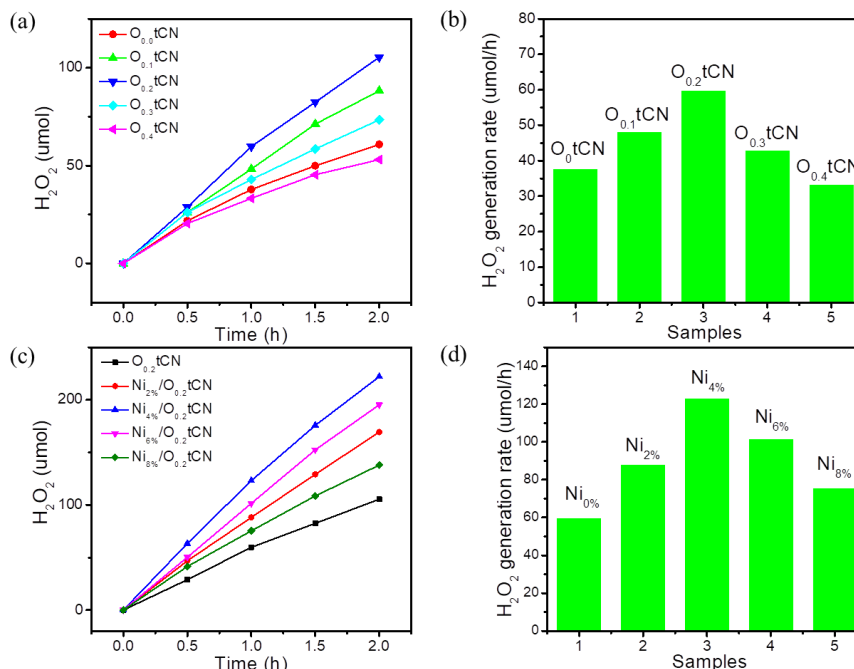 (a)
H₂O₂ (umol)
100
50
0
O₀.₀tCN
O₀.₁tCN
O₀.₂tCN
O₀.₃tCN
O₀.₄tCN
0.0 0.5 1.0 1.5 2.0
Time (h)
(b)
H₂O₂ generation rate (umol/h)
80
70
60
50
40
30
20
10
0
O₀tCN
O₀.₁tCN
O₀.₂tCN
O₀.₃tCN
O₀.₄tCN
1 2 3 4 5
Samples
(c)
H₂O₂ (umol)
200
100
0
O₀.₂tCN
Ni₂%/O₀.₂tCN
Ni₄%/O₀.₂tCN
Ni₆%/O₀.₂tCN
Ni₈%/O₀.₂tCN
0.0 0.5 1.0 1.5 2.0
Time (h)
(d)
H₂O₂ generation rate (umol/h)
140
120
100
80
60
40
20
0
Ni₀%
Ni₂%
Ni₄%
Ni₆%
Ni₈%
1 2 3 4 5
Samples